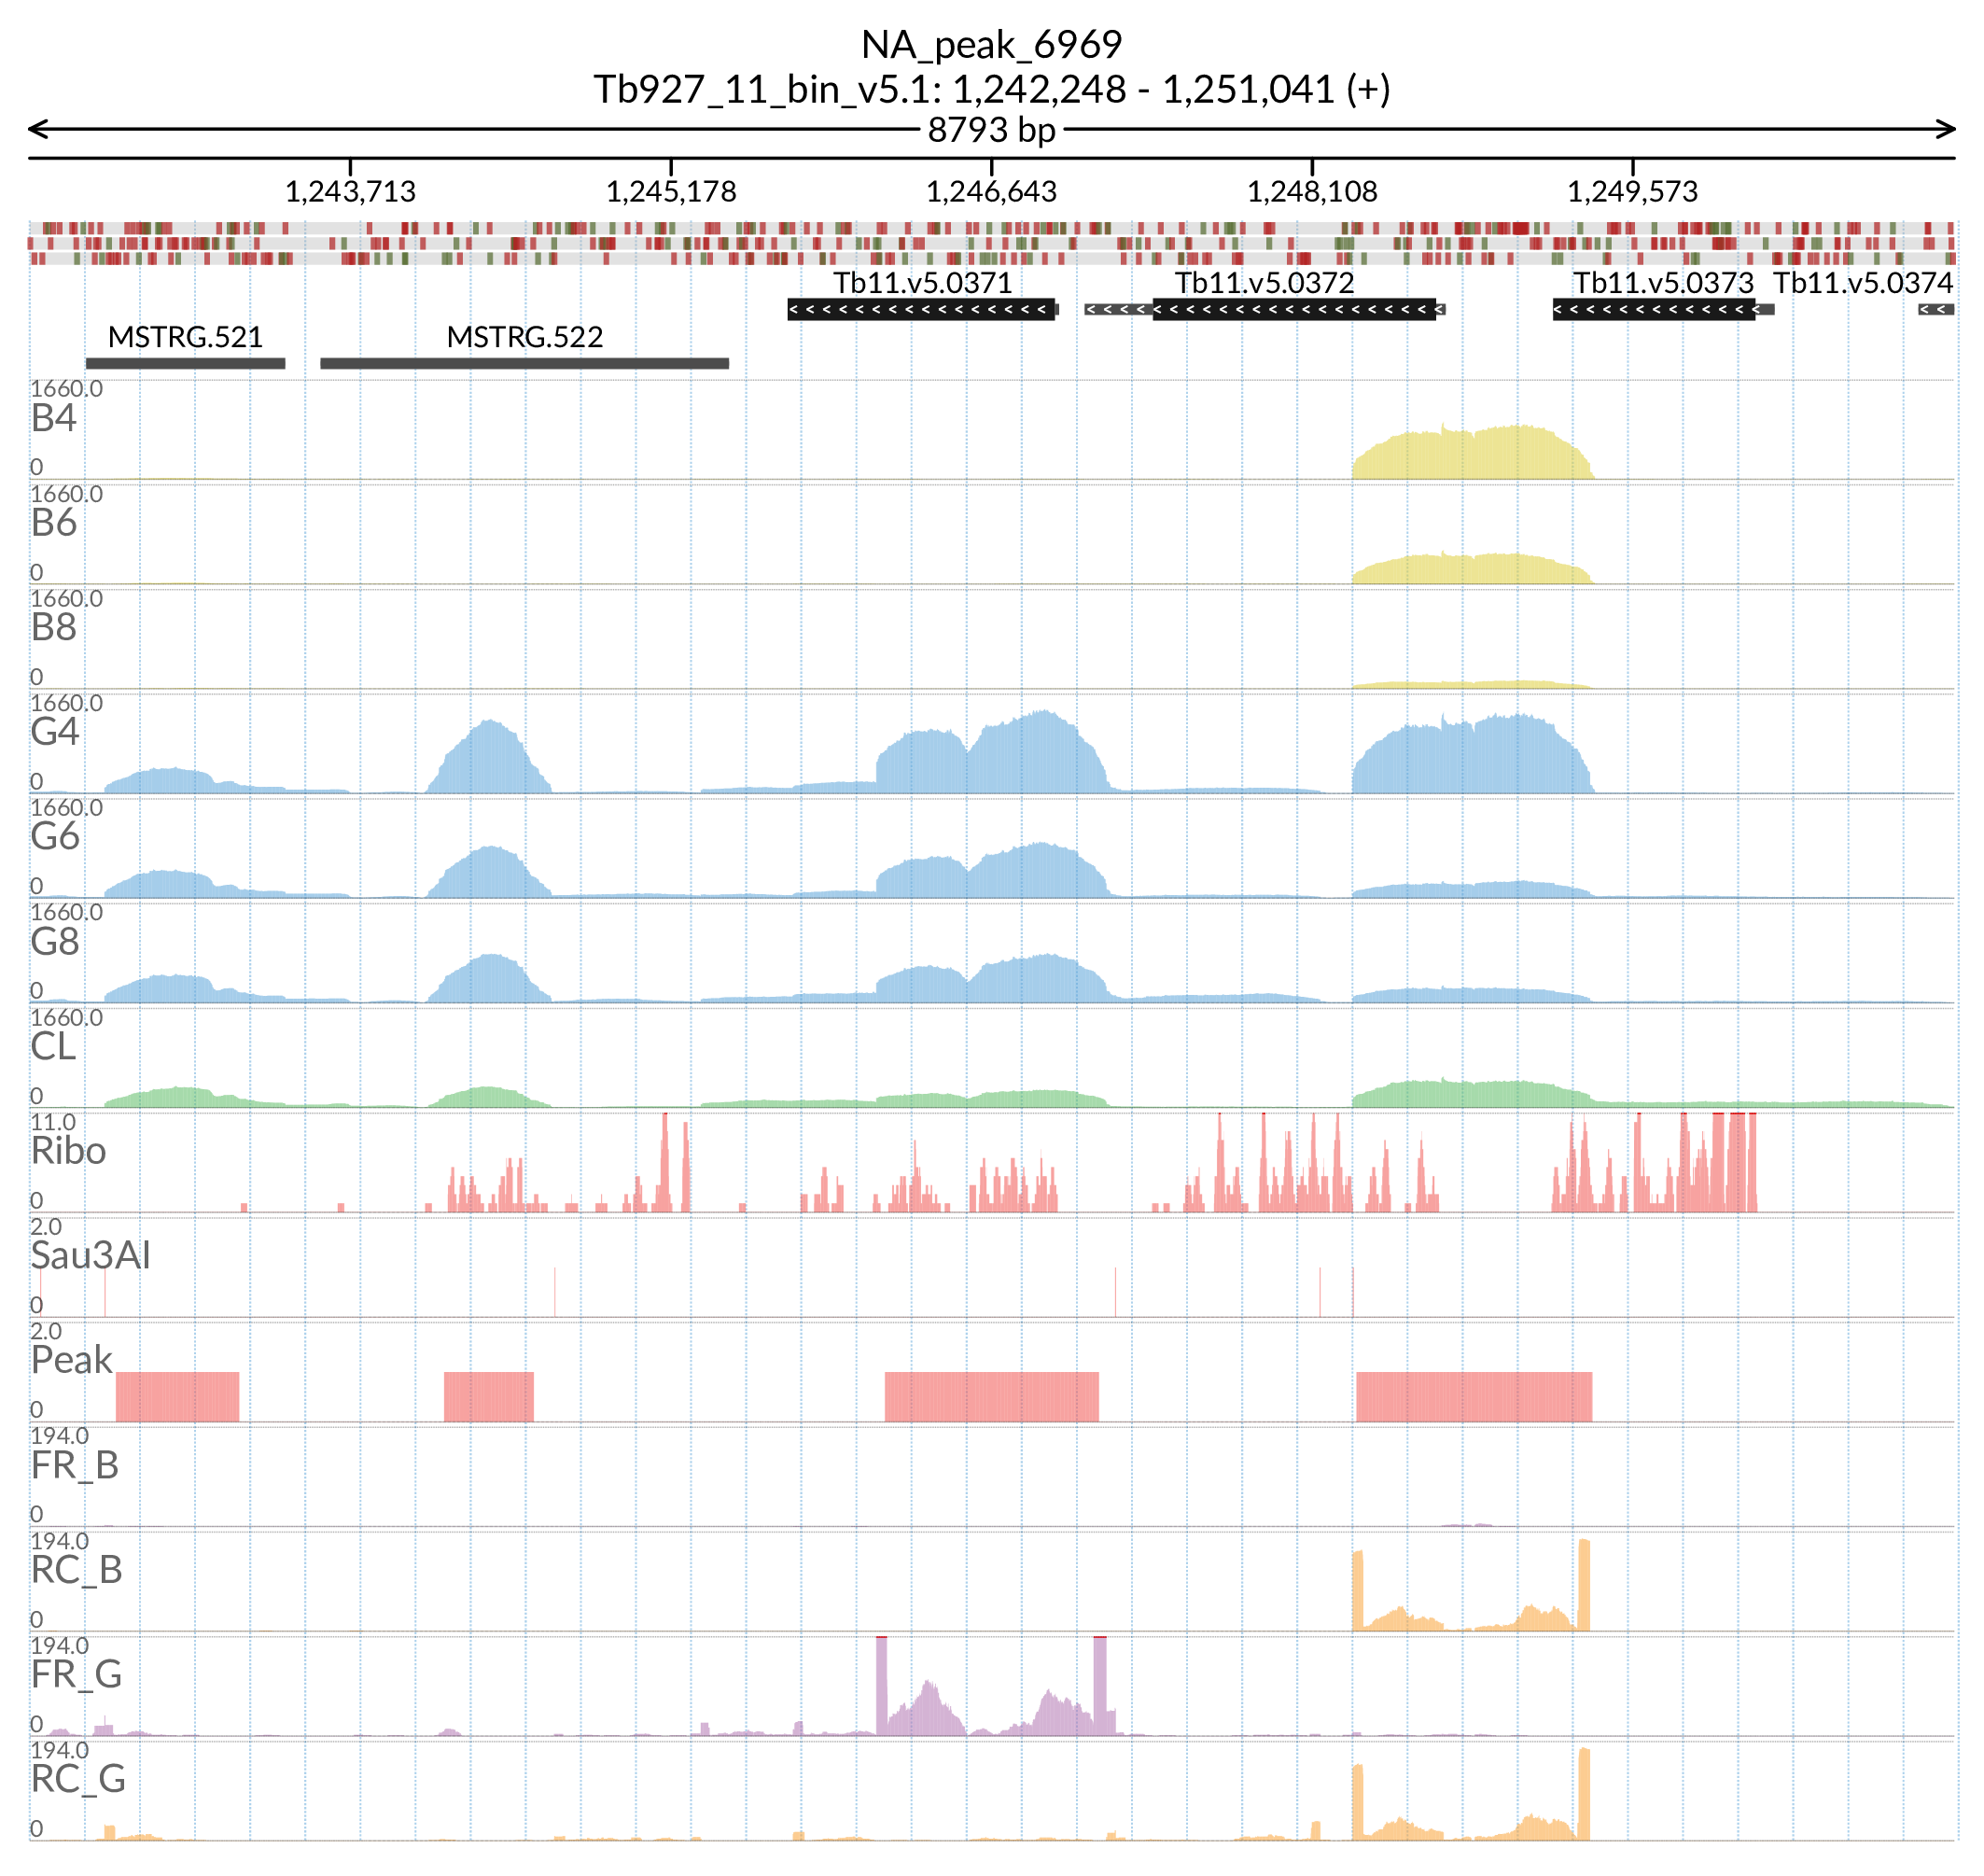 NA_peak_6969
Tb927_11_bin_v5.1: 1,242,248 - 1,251,041 (+)
8793 bp
1,243,713 1,245,178 1,246,643 1,248,108 1,249,573
Tb11.v5.0371 Tb11.v5.0372 Tb11.v5.0373 Tb11.v5.0374
MSTRG.521 MSTRG.522
1660.0
B4
0
1660.0
B6
0
1660.0
B8
0
1660.0
G4
0
1660.0
G6
0
1660.0
G8
0
1660.0
CL
0
11.0
Ribo
0
2.0
Sau3AI
0
2.0
Peak
0
194.0
FR_B
0
194.0
RC_B
0
194.0
FR_G
0
194.0
RC_G
0